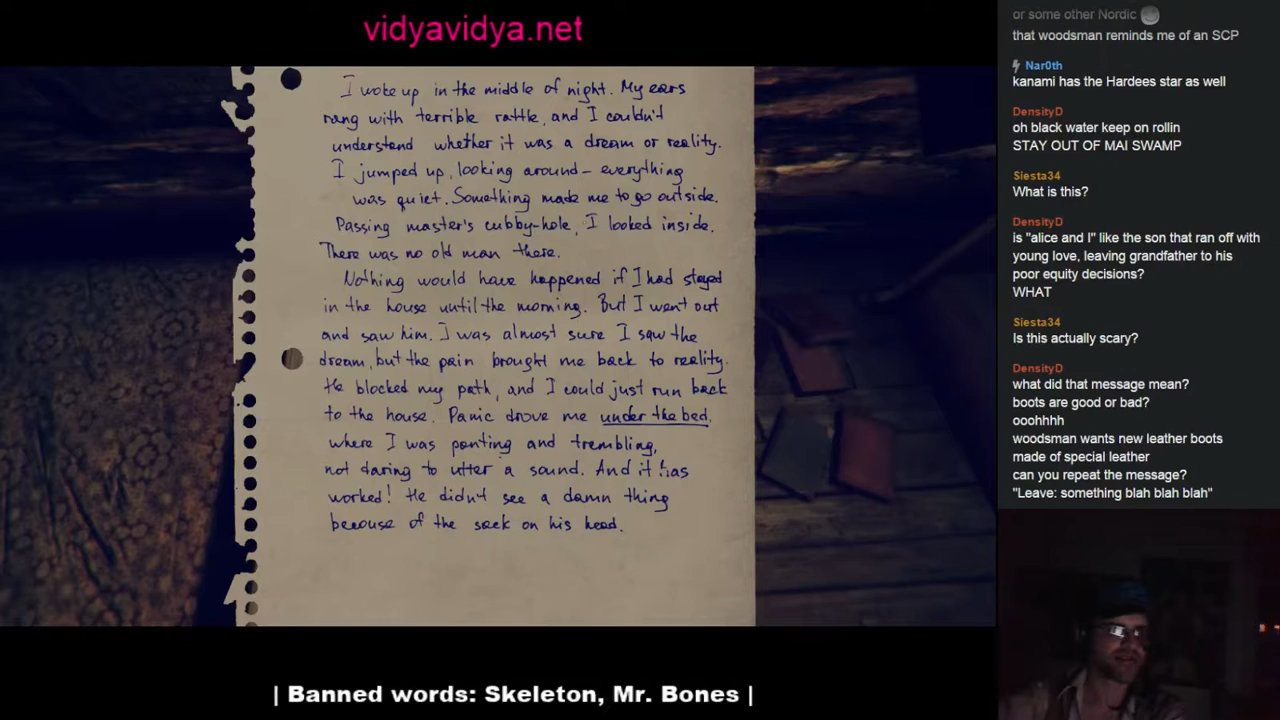 vidyavidya.net
I woke up in the middle of night. My ears
rang with terrible rattle, and I couldn't
understand whether it was a dream or reality.
I jumped up, looking around - everything
was quiet. Something made me to go outside.
Passing master's cubby-hole, I looked inside.
There was no old man there.
Nothing would have happened if I had stayed
in the house until the morning. But I went out
and saw him. I was almost sure I saw the
dream, but the pain brought me back to reality.
He blocked my path, and I could just run back
to the house. Panic drove me under the bed,
where I was panting and trembling,
not daring to utter a sound. And it has
worked! He didn't see a damn thing
because of the sack on his head.
or some other Nordic
that woodsman reminds me of an SCP
Nar0th
kanami has the Hardees star as well
DensityD
oh black water keep on rollin
STAY OUT OF MAI SWAMP
Siesta34
What is this?
DensityD
is "alice and I" like the son that ran off with
young love, leaving grandfather to his
poor equity decisions?
WHAT
Siesta34
Is this actually scary?
DensityD
what did that message mean?
boots are good or bad?
ooohhhh
woodsman wants new leather boots
made of special leather
can you repeat the message?
"Leave: something blah blah blah"
| Banned words: Skeleton, Mr. Bones |